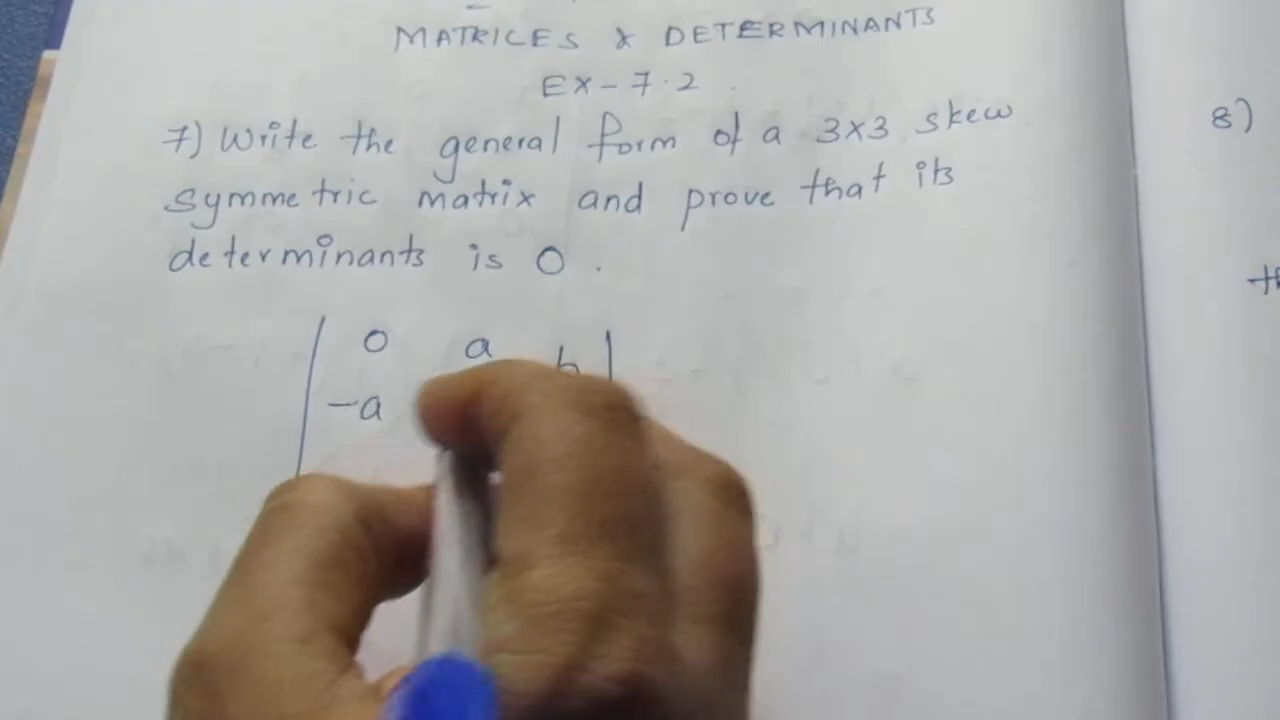 MATRICES & DETERMINANTS
EX-7.2.
7) Write the general form of a 3x3 skew
symmetric matrix and prove that its
determinants is 0.
8)
0 a b
-a